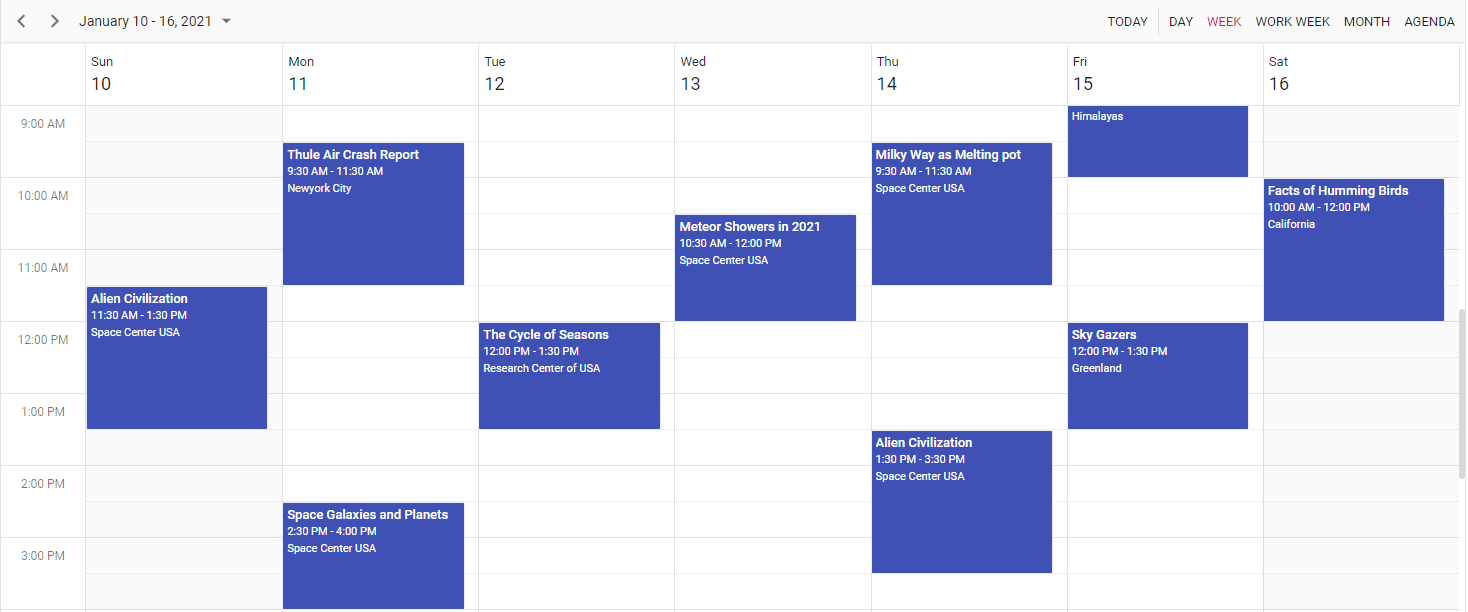 January 10 - 16, 2021
TODAY DAY WEEK WORK WEEK MONTH AGENDA
Sun Mon Tue Wed Thu Fri Sat
10 11 12 13 14 15 16
9:00 AM
10:00 AM
11:00 AM
12:00 PM
1:00 PM
2:00 PM
3:00 PM
Alien Civilization
11:30 AM - 1:30 PM
Space Center USA
Thule Air Crash Report
9:30 AM - 11:30 AM
Newyork City
Space Galaxies and Planets
2:30 PM - 4:00 PM
Space Center USA
The Cycle of Seasons
12:00 PM - 1:30 PM
Research Center of USA
Meteor Showers in 2021
10:30 AM - 12:00 PM
Space Center USA
Milky Way as Melting pot
9:30 AM - 11:30 AM
Space Center USA
Alien Civilization
1:30 PM - 3:30 PM
Space Center USA
Himalayas
Sky Gazers
12:00 PM - 1:30 PM
Greenland
Facts of Humming Birds
10:00 AM - 12:00 PM
California